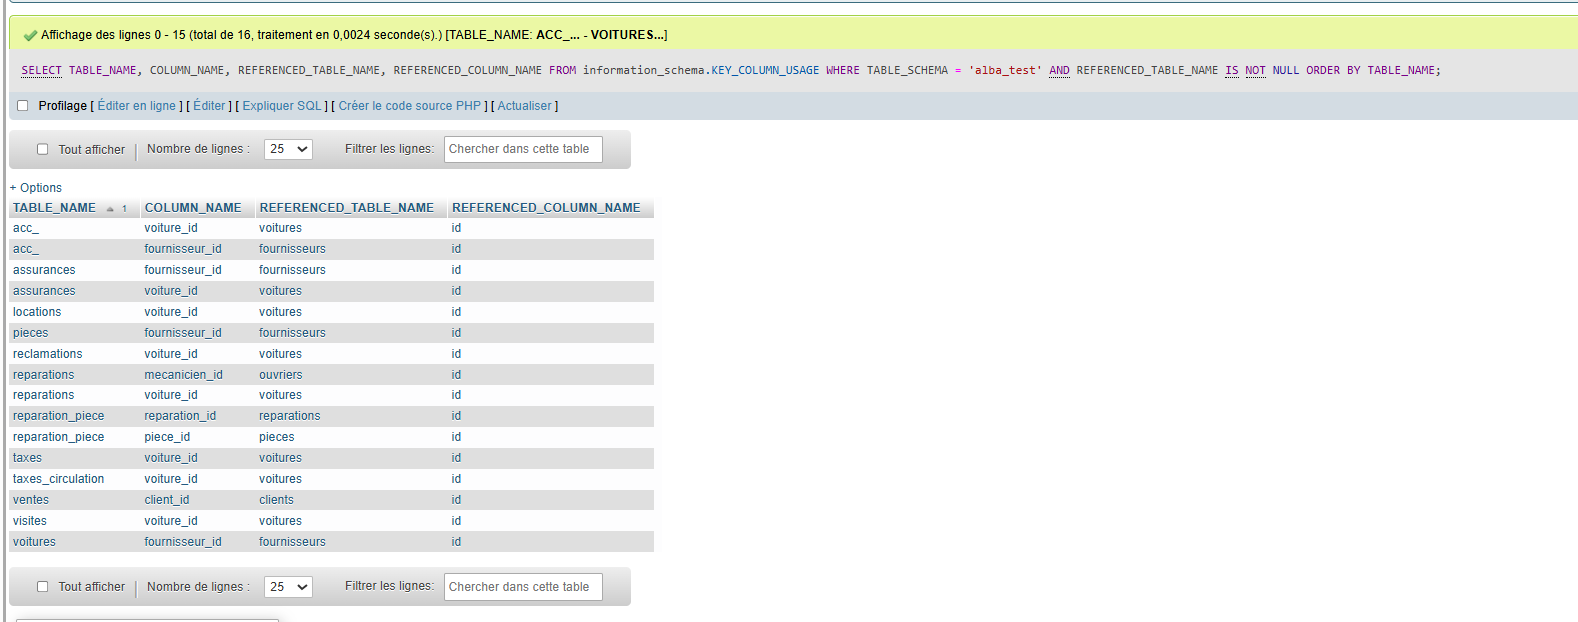 Affichage des lignes 0 - 15 (total de 16, traitement en 0,0024 seconde(s).) [TABLE_NAME: ACC_... - VOITURES...]
SELECT TABLE_NAME, COLUMN_NAME, REFERENCED_TABLE_NAME, REFERENCED_COLUMN_NAME FROM information_schema.KEY_COLUMN_USAGE WHERE TABLE_SCHEMA = 'alba_test' AND REFERENCED_TABLE_NAME IS NOT NULL ORDER BY TABLE_NAME;
Profilage [ Éditer en ligne ] [ Éditer ] [ Expliquer SQL ] [ Créer le code source PHP ] [ Actualiser ]
Tout afficher | Nombre de lignes : 25 Filtrer les lignes: Chercher dans cette table
+ Options
TABLE_NAME 1 COLUMN_NAME REFERENCED_TABLE_NAME REFERENCED_COLUMN_NAME
acc_ voiture_id voitures id
acc_ fournisseur_id fournisseurs id
assurances fournisseur_id fournisseurs id
assurances voiture_id voitures id
locations voiture_id voitures id
pieces fournisseur_id fournisseurs id
reclamations voiture_id voitures id
reparations mecanicien_id ouvriers id
reparations voiture_id voitures id
reparation_piece reparation_id reparations id
reparation_piece piece_id pieces id
taxes voiture_id voitures id
taxes_circulation voiture_id voitures id
ventes client_id clients id
visites voiture_id voitures id
voitures fournisseur_id fournisseurs id
Tout afficher | Nombre de lignes : 25 Filtrer les lignes: Chercher dans cette table